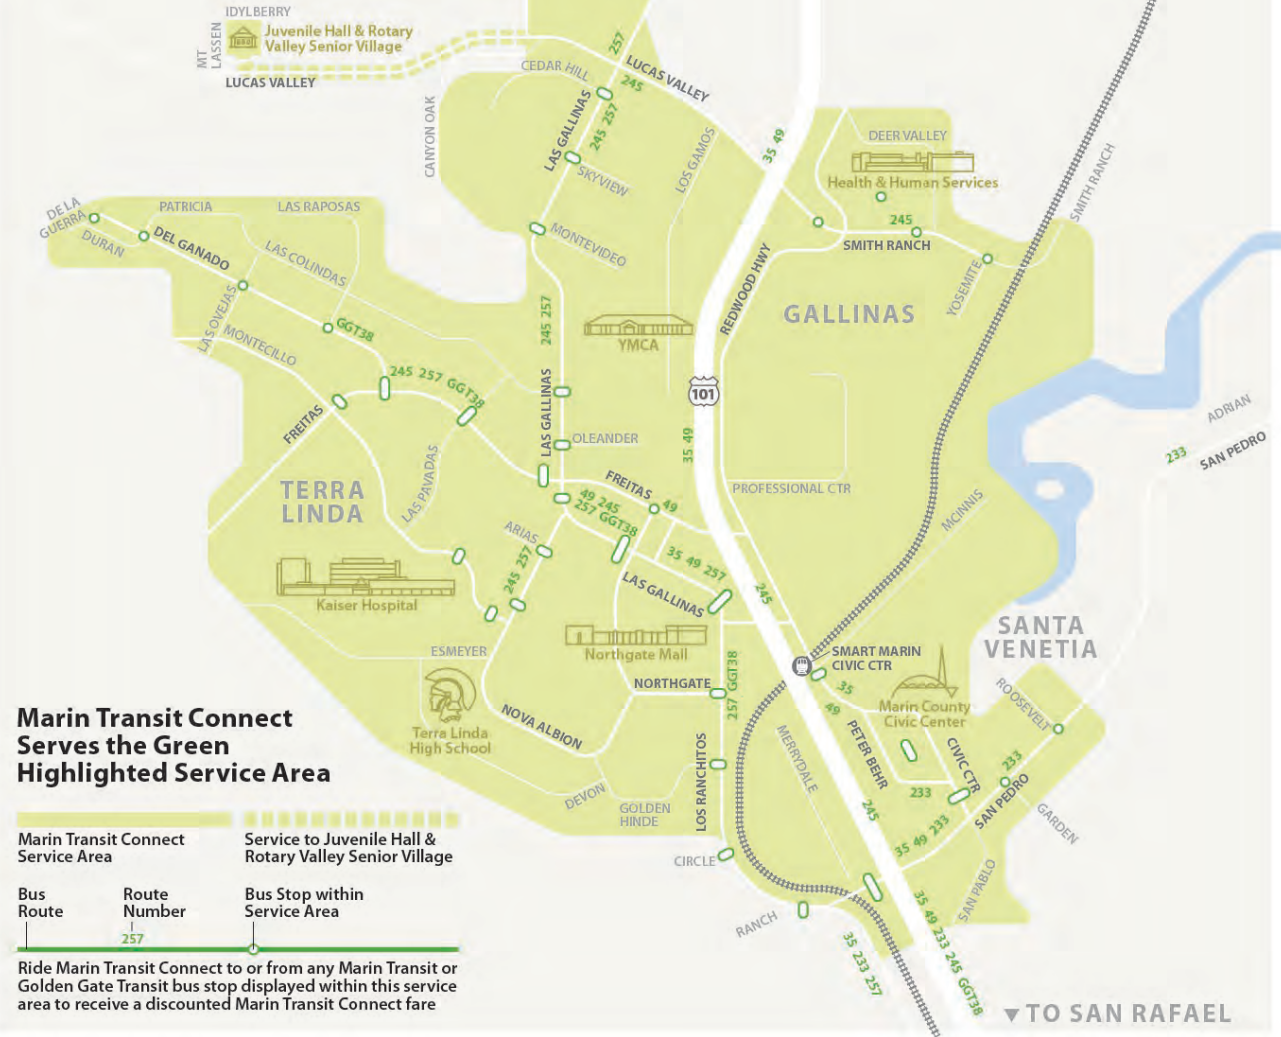 IDYLBERRY
MT
LASSEN
Juvenile Hall & Rotary
Valley Senior Village
LUCAS VALLEY
CANYON OAK
CEDAR HILL
257
LUCAS VALLEY
245
LAS GALLINAS
245 257
SKYVIEW
LOS GAMOS
35 49
DEER VALLEY
Health & Human Services
SMITH RANCH
245
SMITH RANCH
YOSEMITE
DE LA
GUERRA
DURAN
PATRICIA
LAS RAPOSAS
DEL GANADO
LAS COLINDAS
LAS OVEJAS
MONTECILLO
GGT38
MONTEVIDEO
245 257
YMCA
REDWOOD HWY
GALLINAS
101
245 257 GGT38
FREITAS
LAS GALLINAS
OLEANDER
35 49
ADRIAN
SAN PEDRO
233
TERRA
LINDA
LAS PAVADAS
FREITAS
49
49 245
257 GGT38
PROFESSIONAL CTR
MCINNIS
ARIAS
245 257
35 49 257
LAS GALLINAS
245
Kaiser Hospital
Northgate Mall
ESMEYER
SMART MARIN
CIVIC CTR
SANTA
VENETIA
NORTHGATE
257 GGT38
35
49
Marin County
Civic Center
ROOSEVELT
Terra Linda
High School
NOVA ALBION
MERRYDALE
PETER BEHR
CIVIC CTR
233
233
SAN PEDRO
GARDEN
DEVON
GOLDEN
HINDE
LOS RANCHITOS
245
35 49 233
CIRCLE
SAN PABLO
RANCH
35 233 257
35 49 233 245 GGT38
▼TO SAN RAFAEL
Marin Transit Connect
Serves the Green
Highlighted Service Area
Marin Transit Connect
Service Area
Service to Juvenile Hall &
Rotary Valley Senior Village
Bus
Route
Route
Number
257
Bus Stop within
Service Area
Ride Marin Transit Connect to or from any Marin Transit or
Golden Gate Transit bus stop displayed within this service
area to receive a discounted Marin Transit Connect fare